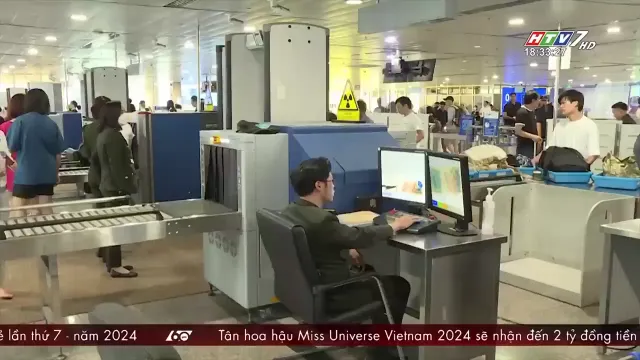 HTV7 HD
18:33:27
ẻ lần thứ 7 - năm 2024
60
Tân hoa hậu Miss Universe Vietnam 2024 sẽ nhận đến 2 tỷ đồng tiền